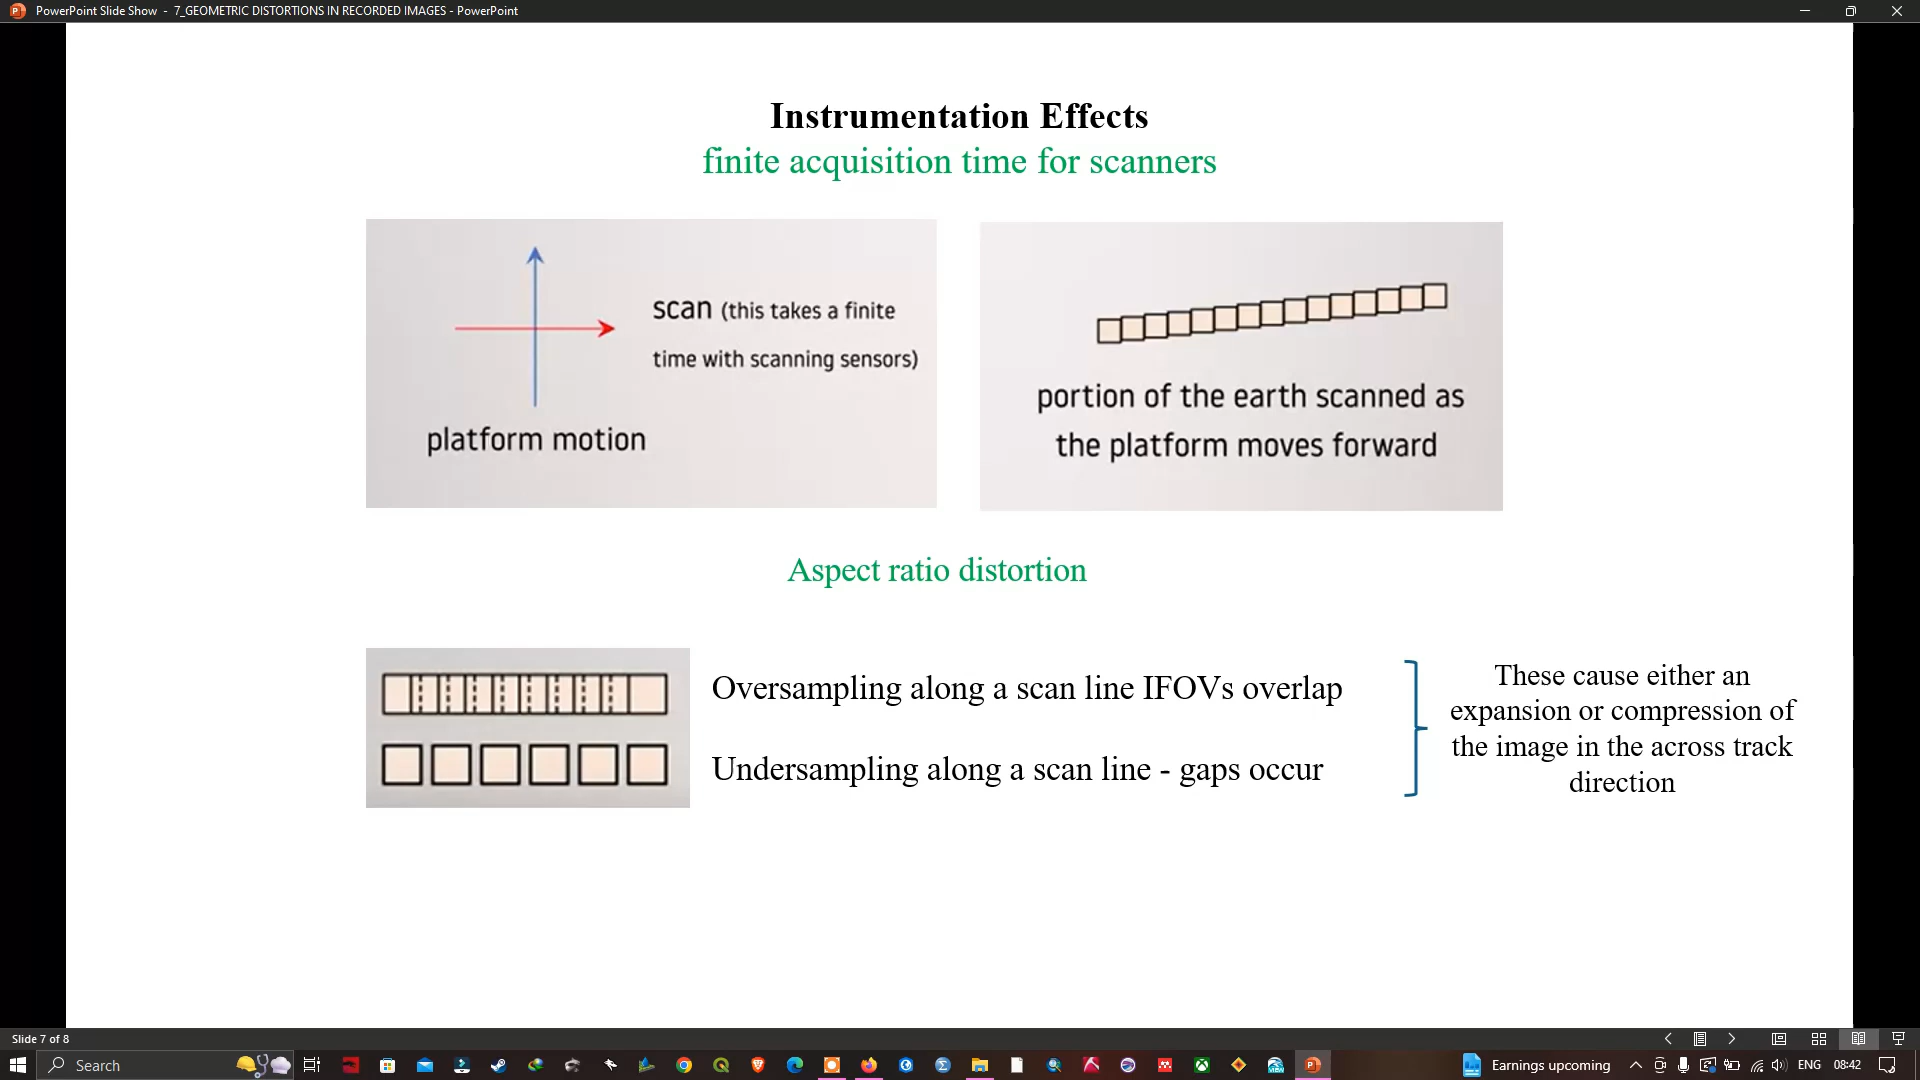 PowerPoint Slide Show - 7_GEOMETRIC DISTORTIONS IN RECORDED IMAGES - PowerPoint
Instrumentation Effects
finite acquisition time for scanners
scan (this takes a finite
time with scanning sensors)
platform motion
portion of the earth scanned as
the platform moves forward
Aspect ratio distortion
Oversampling along a scan line IFOVs overlap
Undersampling along a scan line - gaps occur
These cause either an
expansion or compression of
the image in the across track
direction
Slide 7 of 8
Search
Earnings upcoming
ENG
08:42